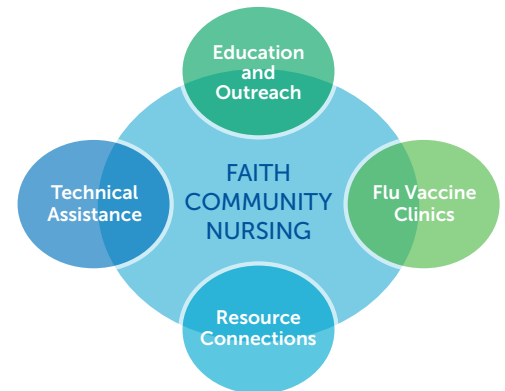 Education
and
Outreach
Technical
Assistance
FAITH
COMMUNITY
NURSING
Flu Vaccine
Clinics
Resource
Connections